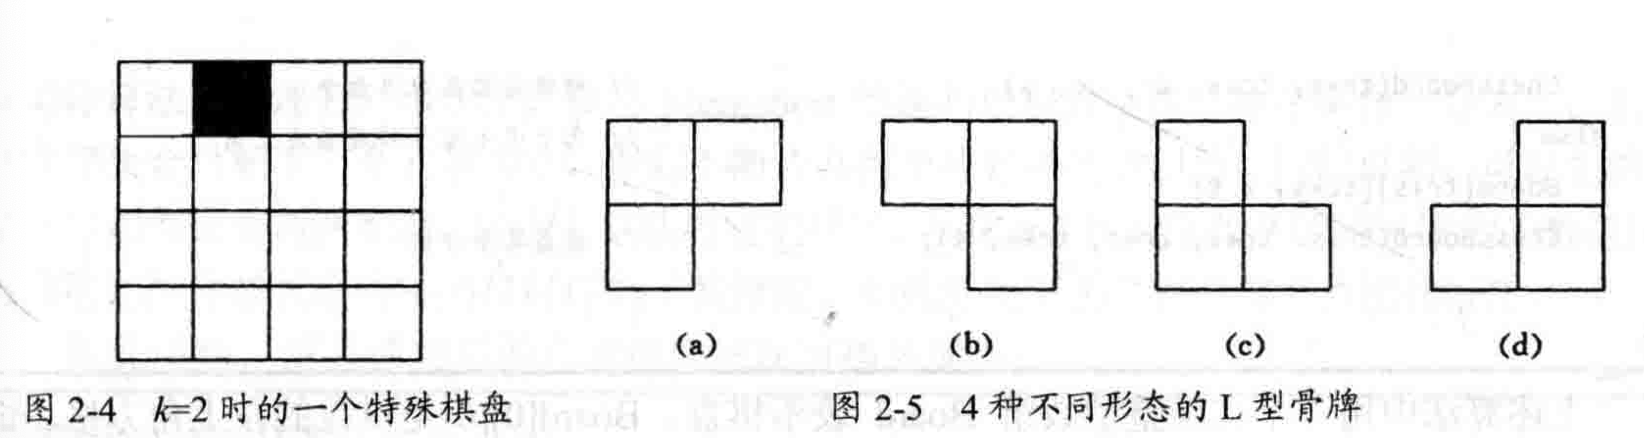 (a)
(b)
(c)
(d)
图 2-4 k=2 时的一个特殊棋盘
图 2-5 4 种不同形态的 L 型骨牌